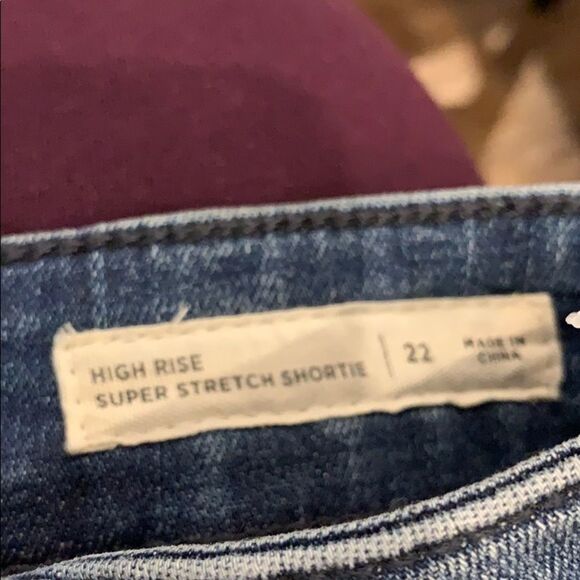 HIGH RISE
SUPER STRETCH SHORTIE
22
MADE IN
CHINA